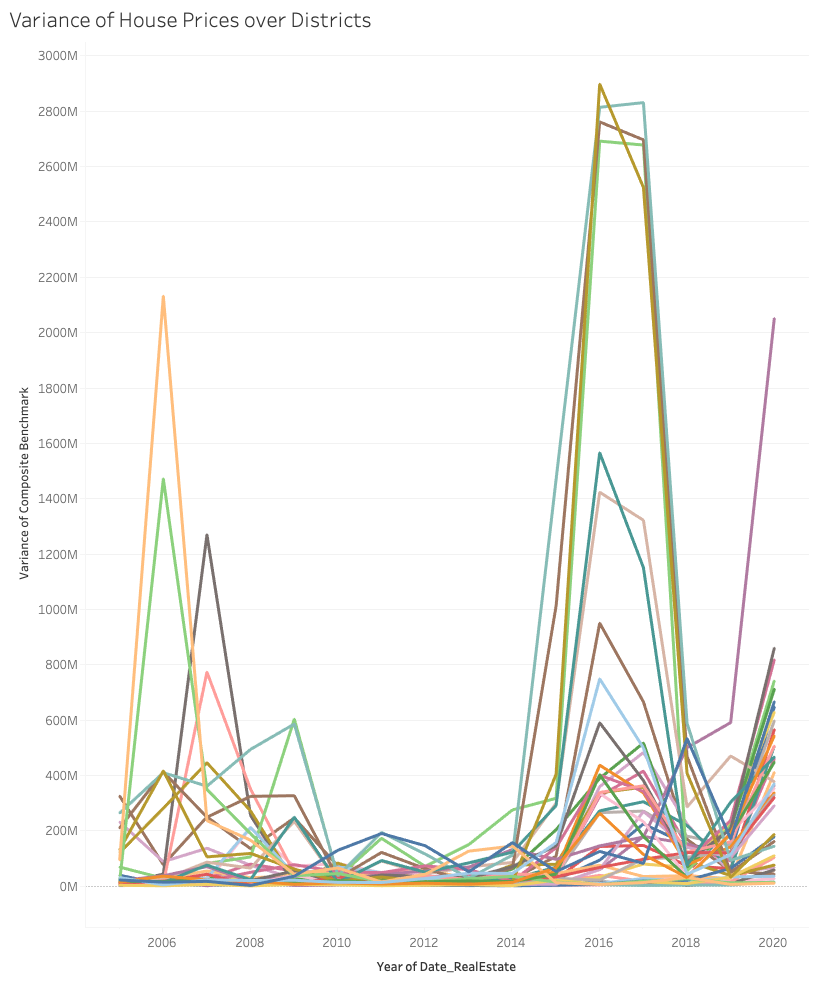 Variance of House Prices over Districts
3000M
2800M
2600M
2400M
2200M
2000M
1800M
1600M
1400M
1200M
1000M
800M
600M
400M
200M
0M
Variance of Composite Benchmark
2006 2008 2010 2012 2014 2016 2018 2020
Year of Date_RealEstate